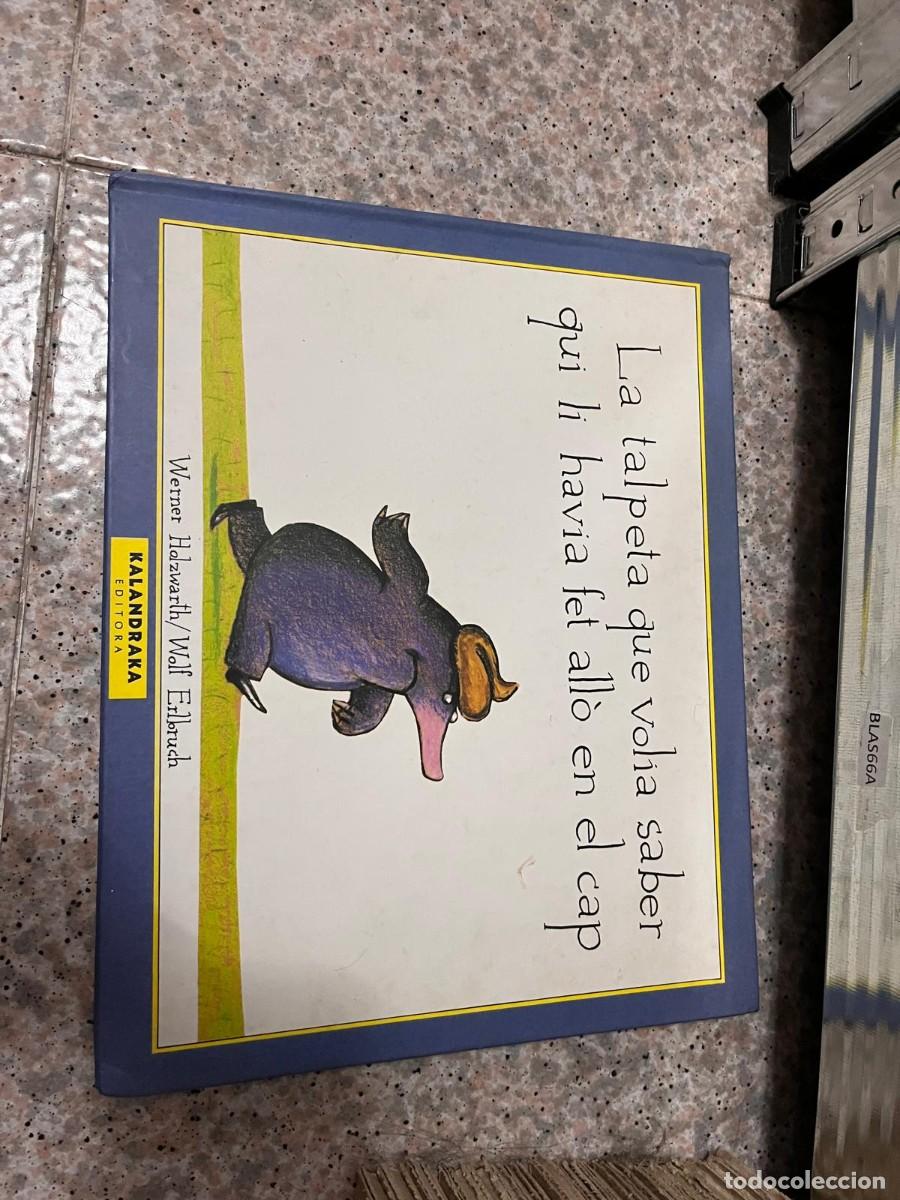 La talpeta que volia saber
qui li havia fet allò en el cap
Werner Holzwarth/Wolf Erlbruch
KALANDRAKA
EDITORA
BLAS66A
todocoleccion